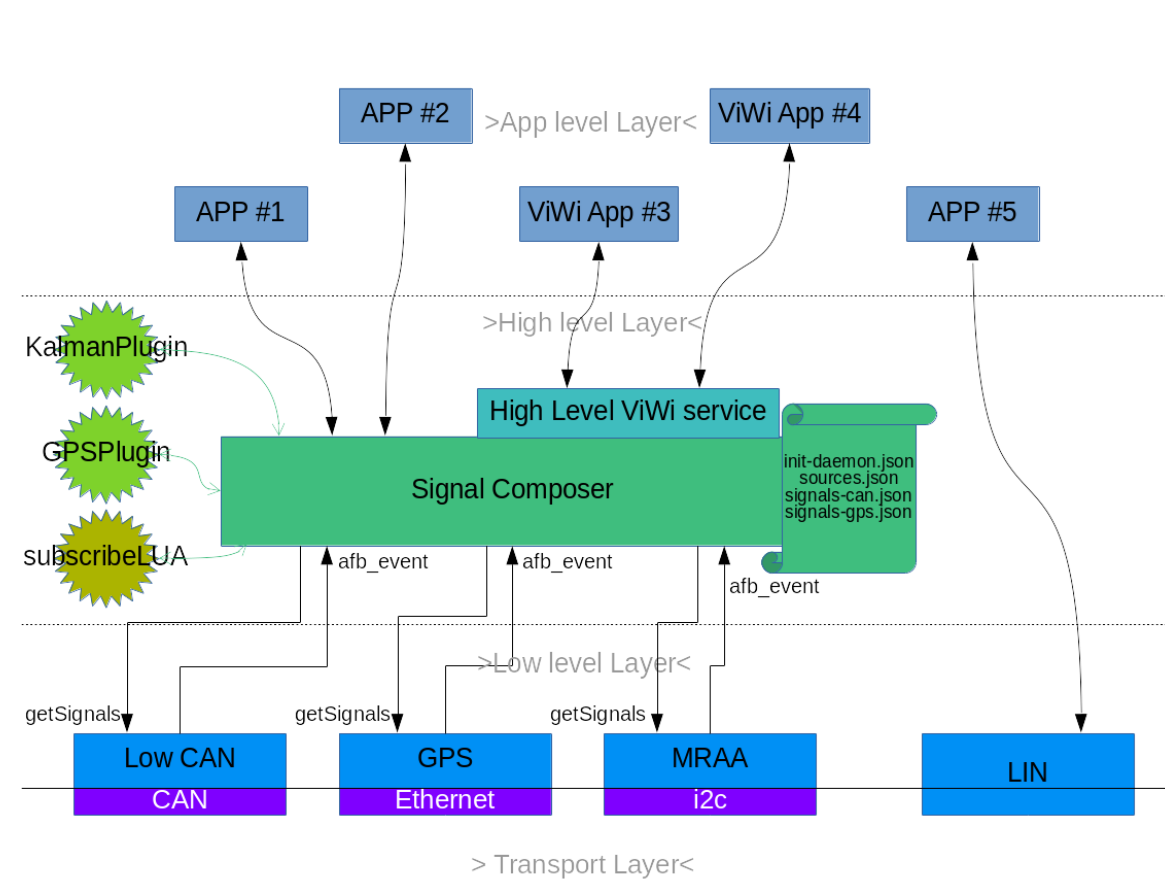 APP #2
>App level Layer<
ViWi App #4
APP #1
ViWi App #3
APP #5
>High level Layer<
KalmanPlugin
High Level ViWi service
GPSPlugin
Signal Composer
init-daemon.json
sources.json
signals-can.json
signals-gps.json
subscribeLUA
afb_event
afb_event
afb_event
>Low level Layer<
getSignals
getSignals
getSignals
Low CAN
GPS
MRAA
LIN
CAN
Ethernet
i2c
> Transport Layer<